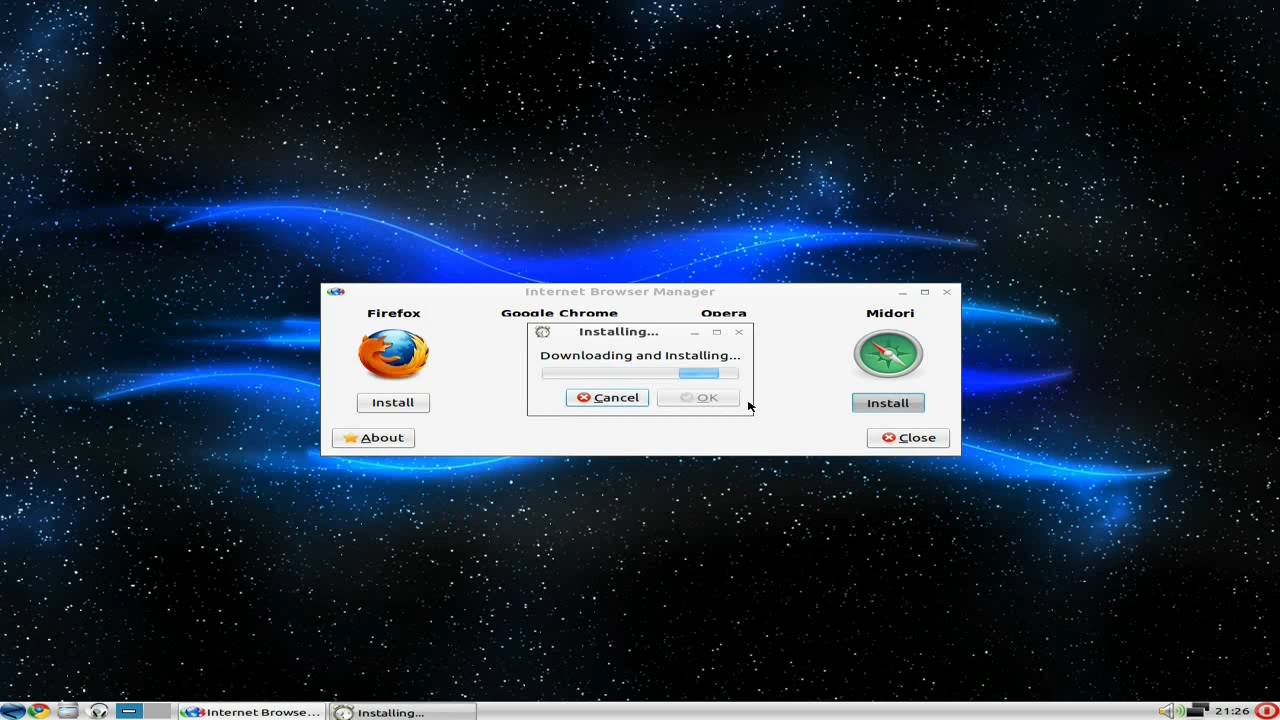 Internet Browser Manager
Firefox
Google Chrome
Opera
Midori
Installing...
Downloading and Installing...
Cancel
OK
Install
Install
About
Close
Internet Browse...
Installing...
21:26